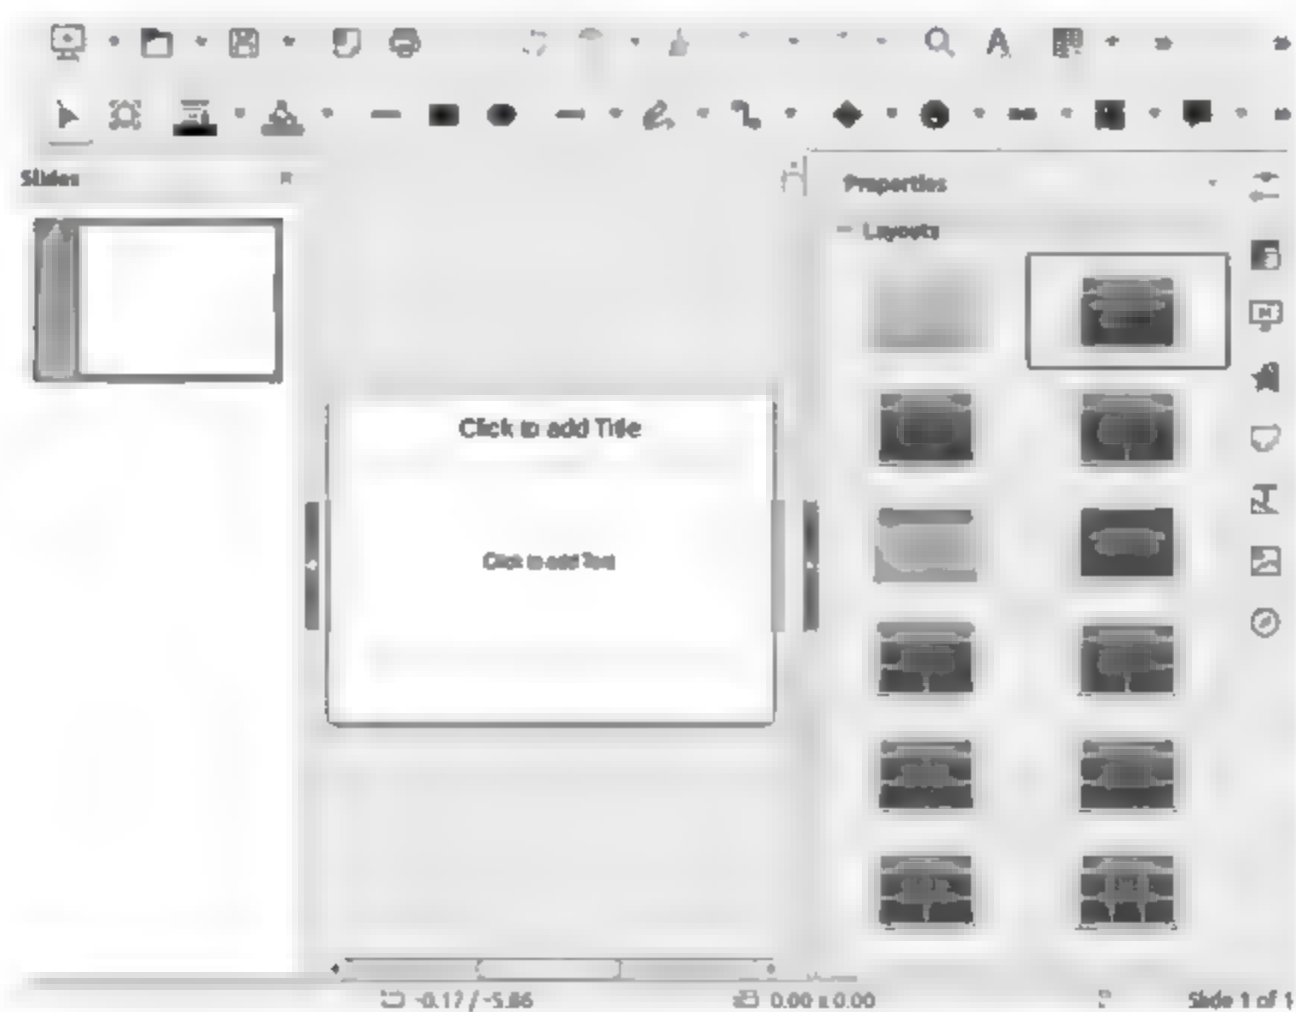 Slides
Properties
Layouts
Click to add Title
Click to add Text
-0.17 / -5.86
0.00 x 0.00
Slide 1 of 1